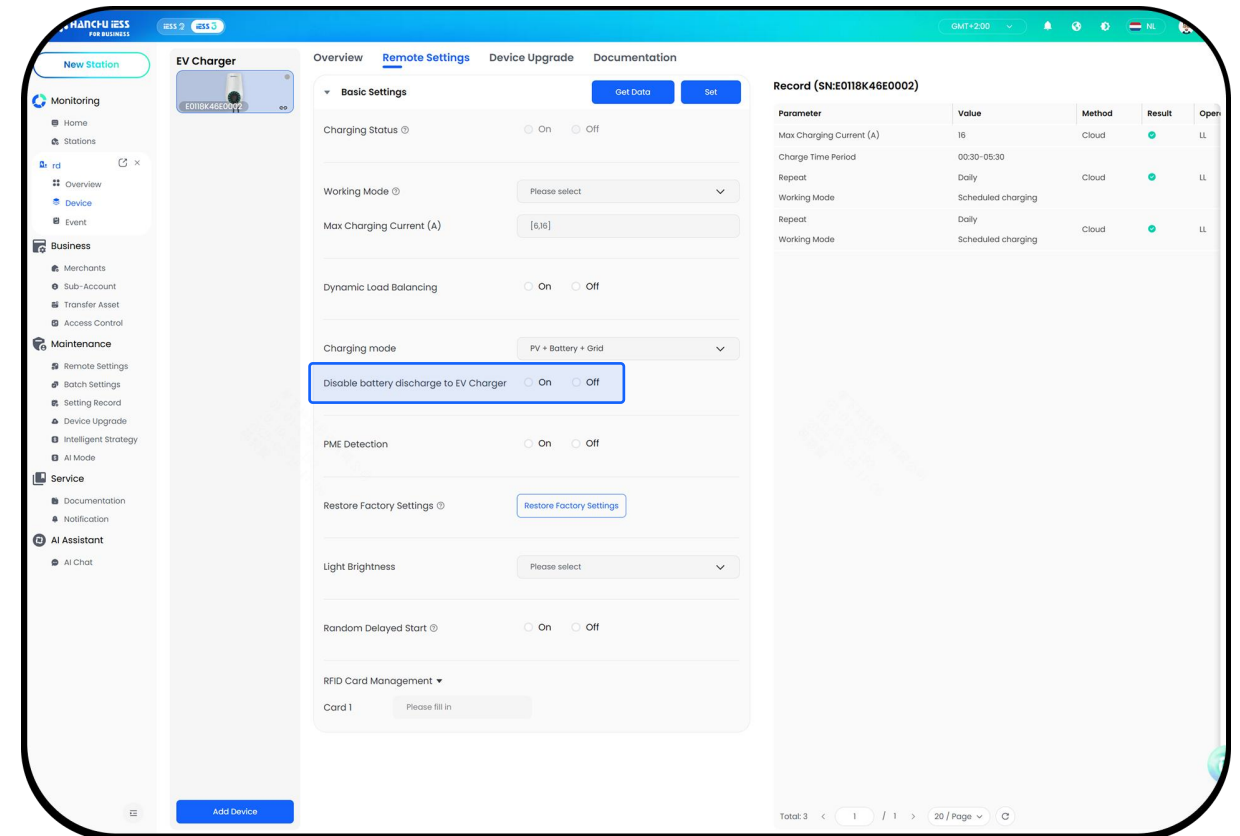 HANCHU iESS
FOR BUSINESS
iESS 2 iESS 3
GMT+2:00
NL
New Station
Monitoring
Home
Stations
rd
Overview
Device
Event
Business
Merchants
Sub-Account
Transfer Asset
Access Control
Maintenance
Remote Settings
Batch Settings
Setting Record
Device Upgrade
Intelligent Strategy
AI Mode
Service
Documentation
Notification
AI Assistant
AI Chat
EV Charger
E0118K46E0002
Add Device
Overview Remote Settings Device Upgrade Documentation
Basic Settings Get Data Set
Charging Status On Off
Working Mode Please select
Max Charging Current (A) [6,16]
Dynamic Load Balancing On Off
Charging mode PV + Battery + Grid
Disable battery discharge to EV Charger On Off
PME Detection On Off
Restore Factory Settings Restore Factory Settings
Light Brightness Please select
Random Delayed Start On Off
RFID Card Management
Card 1 Please fill in
Record (SN:E0118K46E0002)
Parameter Value Method Result Oper
Max Charging Current (A) 16 Cloud LL
Charge Time Period 00:30-05:30
Repeat Daily Cloud LL
Working Mode Scheduled charging
Repeat Daily
Cloud LL
Working Mode Scheduled charging
Total: 3 < 1 / 1 > 20 / Page